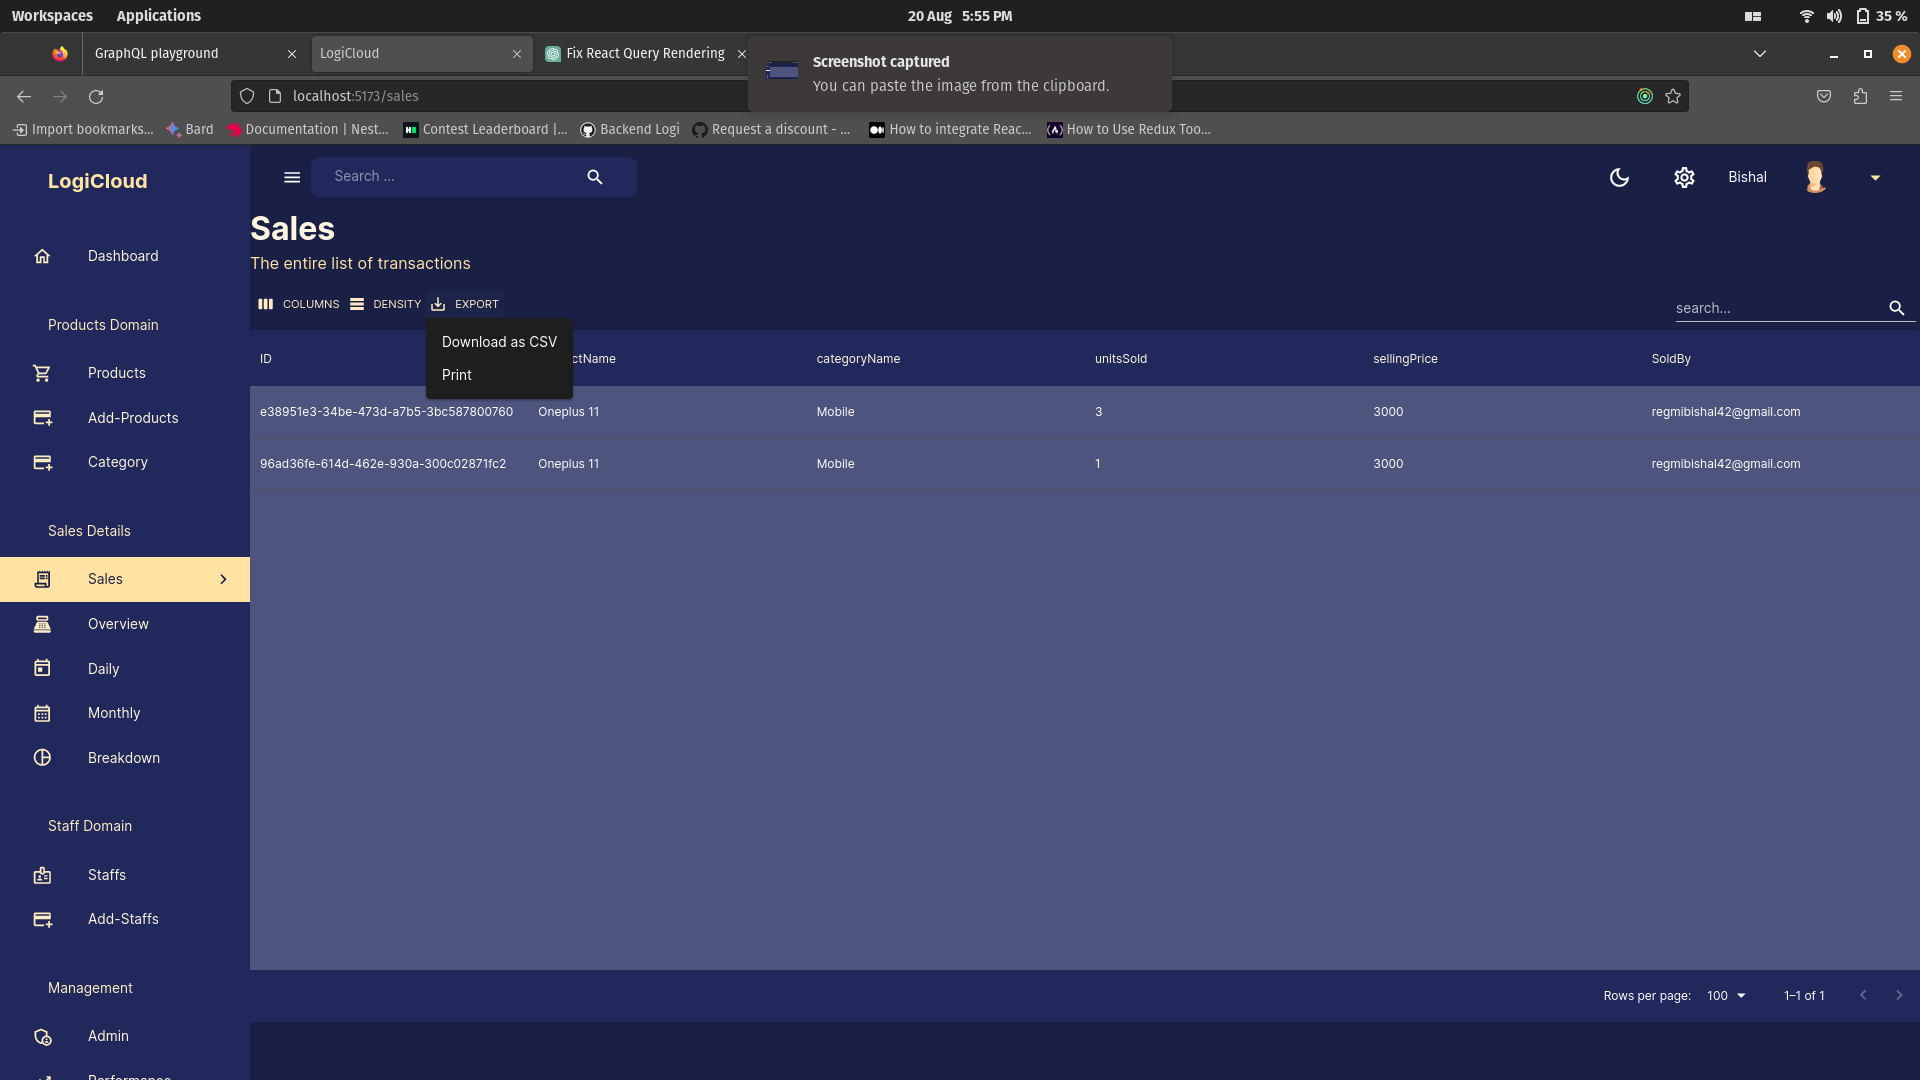 Workspaces Applications 20 Aug 5:55 PM 35 %
GraphQL playground LogiCloud Fix React Query Rendering
Screenshot captured
You can paste the image from the clipboard.
localhost:5173/sales
Import bookmarks... Bard Documentation | Nest... Contest Leaderboard |... Backend Logi Request a discount - ... How to integrate Reac... How to Use Redux Too...
LogiCloud
Search ...
Bishal
Sales
The entire list of transactions
COLUMNS DENSITY EXPORT
search...
Download as CSV
Print
ID ctName categoryName unitsSold sellingPrice SoldBy
e38951e3-34be-473d-a7b5-3bc587800760 Oneplus 11 Mobile 3 3000 regmibishal42@gmail.com
96ad36fe-614d-462e-930a-300c02871fc2 Oneplus 11 Mobile 1 3000 regmibishal42@gmail.com
Rows per page: 100 1–1 of 1
Dashboard
Products Domain
Products
Add-Products
Category
Sales Details
Sales
Overview
Daily
Monthly
Breakdown
Staff Domain
Staffs
Add-Staffs
Management
Admin
Performance